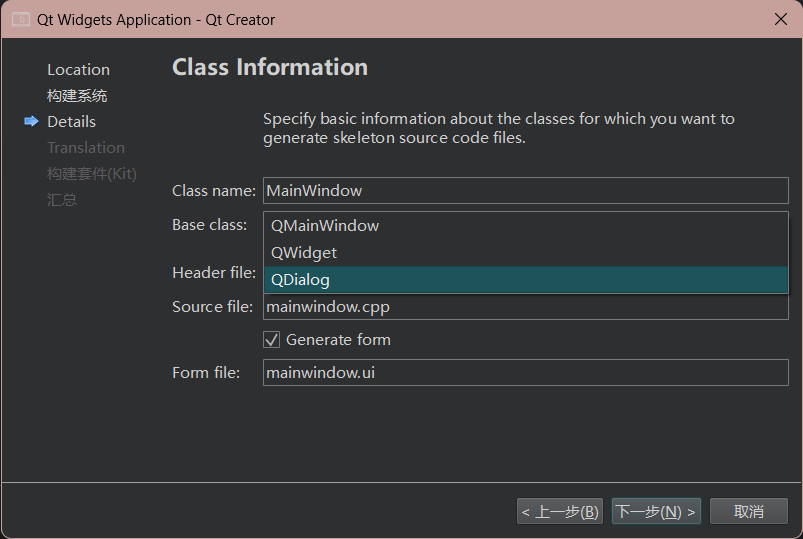 Qt Widgets Application - Qt Creator
Location
构建系统
Details
Translation
构建套件(Kit)
汇总
Class Information
Specify basic information about the classes for which you want to
generate skeleton source code files.
Class name: MainWindow
Base class:
QMainWindow
QWidget
QDialog
Header file:
Source file: mainwindow.cpp
Generate form
Form file: mainwindow.ui
< 上一步(B) 下一步(N) > 取消